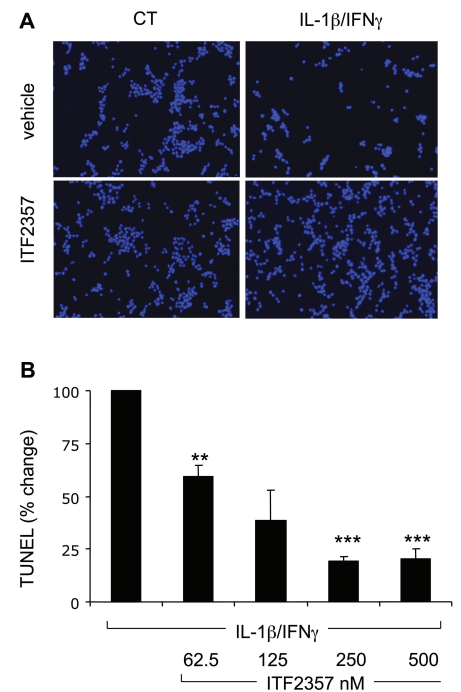 A
CT
IL-1β/IFNγ
vehicle
ITF2357
B
TUNEL (% change)
100
75
50
25
0
**
***
***
IL-1β/IFNγ
62.5 125 250 500
ITF2357 nM